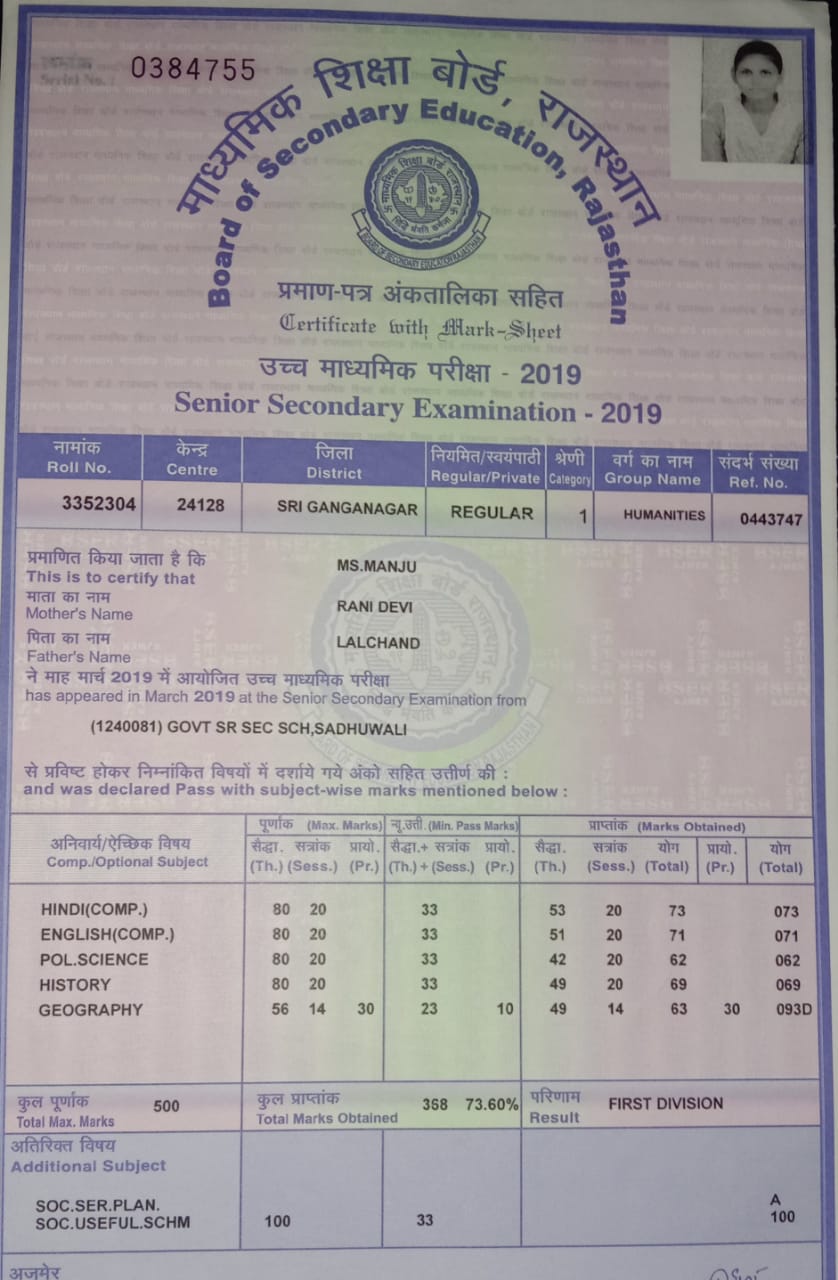 क्रमांक
Serial No. :
0384755
माध्यमिक शिक्षा बोर्ड, राजस्थान
Board of Secondary Education, Rajasthan
माध्यमिक शिक्षा बोर्ड राजस्थान
BOARD OF SECONDARY EDUCATION RAJASTHAN
प्रमाण-पत्र अंकतालिका सहित
Certificate with Mark-Sheet
उच्च माध्यमिक परीक्षा - 2019
Senior Secondary Examination - 2019
नामांक केन्द्र जिला नियमित/स्वयंपाठी श्रेणी वर्ग का नाम संदर्भ संख्या
Roll No. Centre District Regular/Private Category Group Name Ref. No.
3352304 24128 SRI GANGANAGAR REGULAR 1 HUMANITIES 0443747
प्रमाणित किया जाता है कि
This is to certify that MS.MANJU
माता का नाम
Mother's Name RANI DEVI
पिता का नाम
Father's Name LALCHAND
ने माह मार्च 2019 में आयोजित उच्च माध्यमिक परीक्षा
has appeared in March 2019 at the Senior Secondary Examination from
(1240081) GOVT SR SEC SCH,SADHUWALI
से प्रविष्ट होकर निम्नांकित विषयों में दर्शाये गये अंको सहित उत्तीर्ण की :
and was declared Pass with subject-wise marks mentioned below :
अनिवार्य/ऐच्छिक विषय
Comp./Optional Subject
पूर्णांक (Max. Marks) न्यू.उत्ती. (Min. Pass Marks) प्राप्तांक (Marks Obtained)
सैद्धा. सत्रांक प्रायो. सैद्धा.+ सत्रांक प्रायो. सैद्धा. सत्रांक योग प्रायो. योग
(Th.) (Sess.) (Pr.) (Th.) + (Sess.) (Pr.) (Th.) (Sess.) (Total) (Pr.) (Total)
HINDI(COMP.) 80 20 33 53 20 73 073
ENGLISH(COMP.) 80 20 33 51 20 71 071
POL.SCIENCE 80 20 33 42 20 62 062
HISTORY 80 20 33 49 20 69 069
GEOGRAPHY 56 14 30 23 10 49 14 63 30 093D
कुल पूर्णांक 500 कुल प्राप्तांक 368 73.60% परिणाम FIRST DIVISION
Total Max. Marks Total Marks Obtained Result
अतिरिक्त विषय
Additional Subject
SOC.SER.PLAN. A
SOC.USEFUL.SCHM 100 33 100
अजमेर